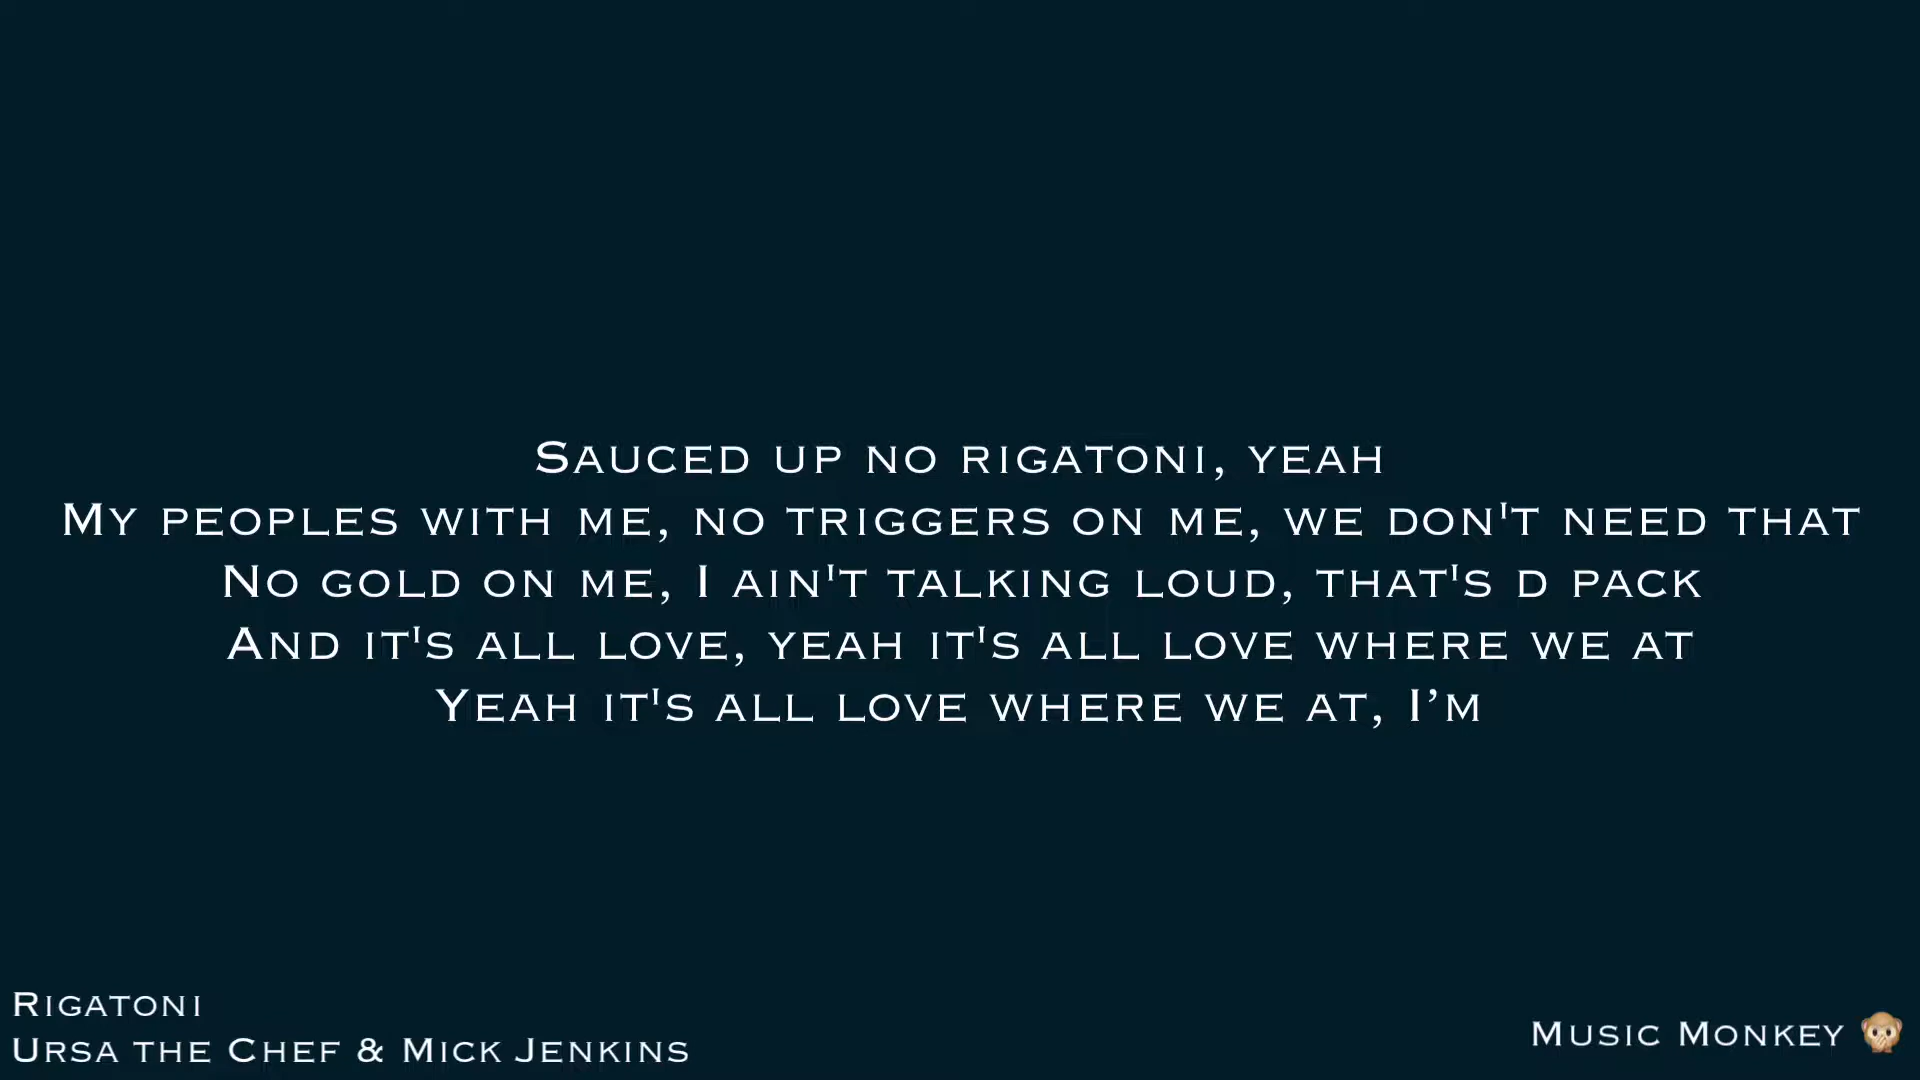 Sauced up no rigatoni, yeah
My peoples with me, no triggers on me, we don't need that
No gold on me, I ain't talking loud, that's d pack
And it's all love, yeah it's all love where we at
Yeah it's all love where we at, I’m
Rigatoni
Ursa the Chef & Mick Jenkins
Music Monkey 🙊